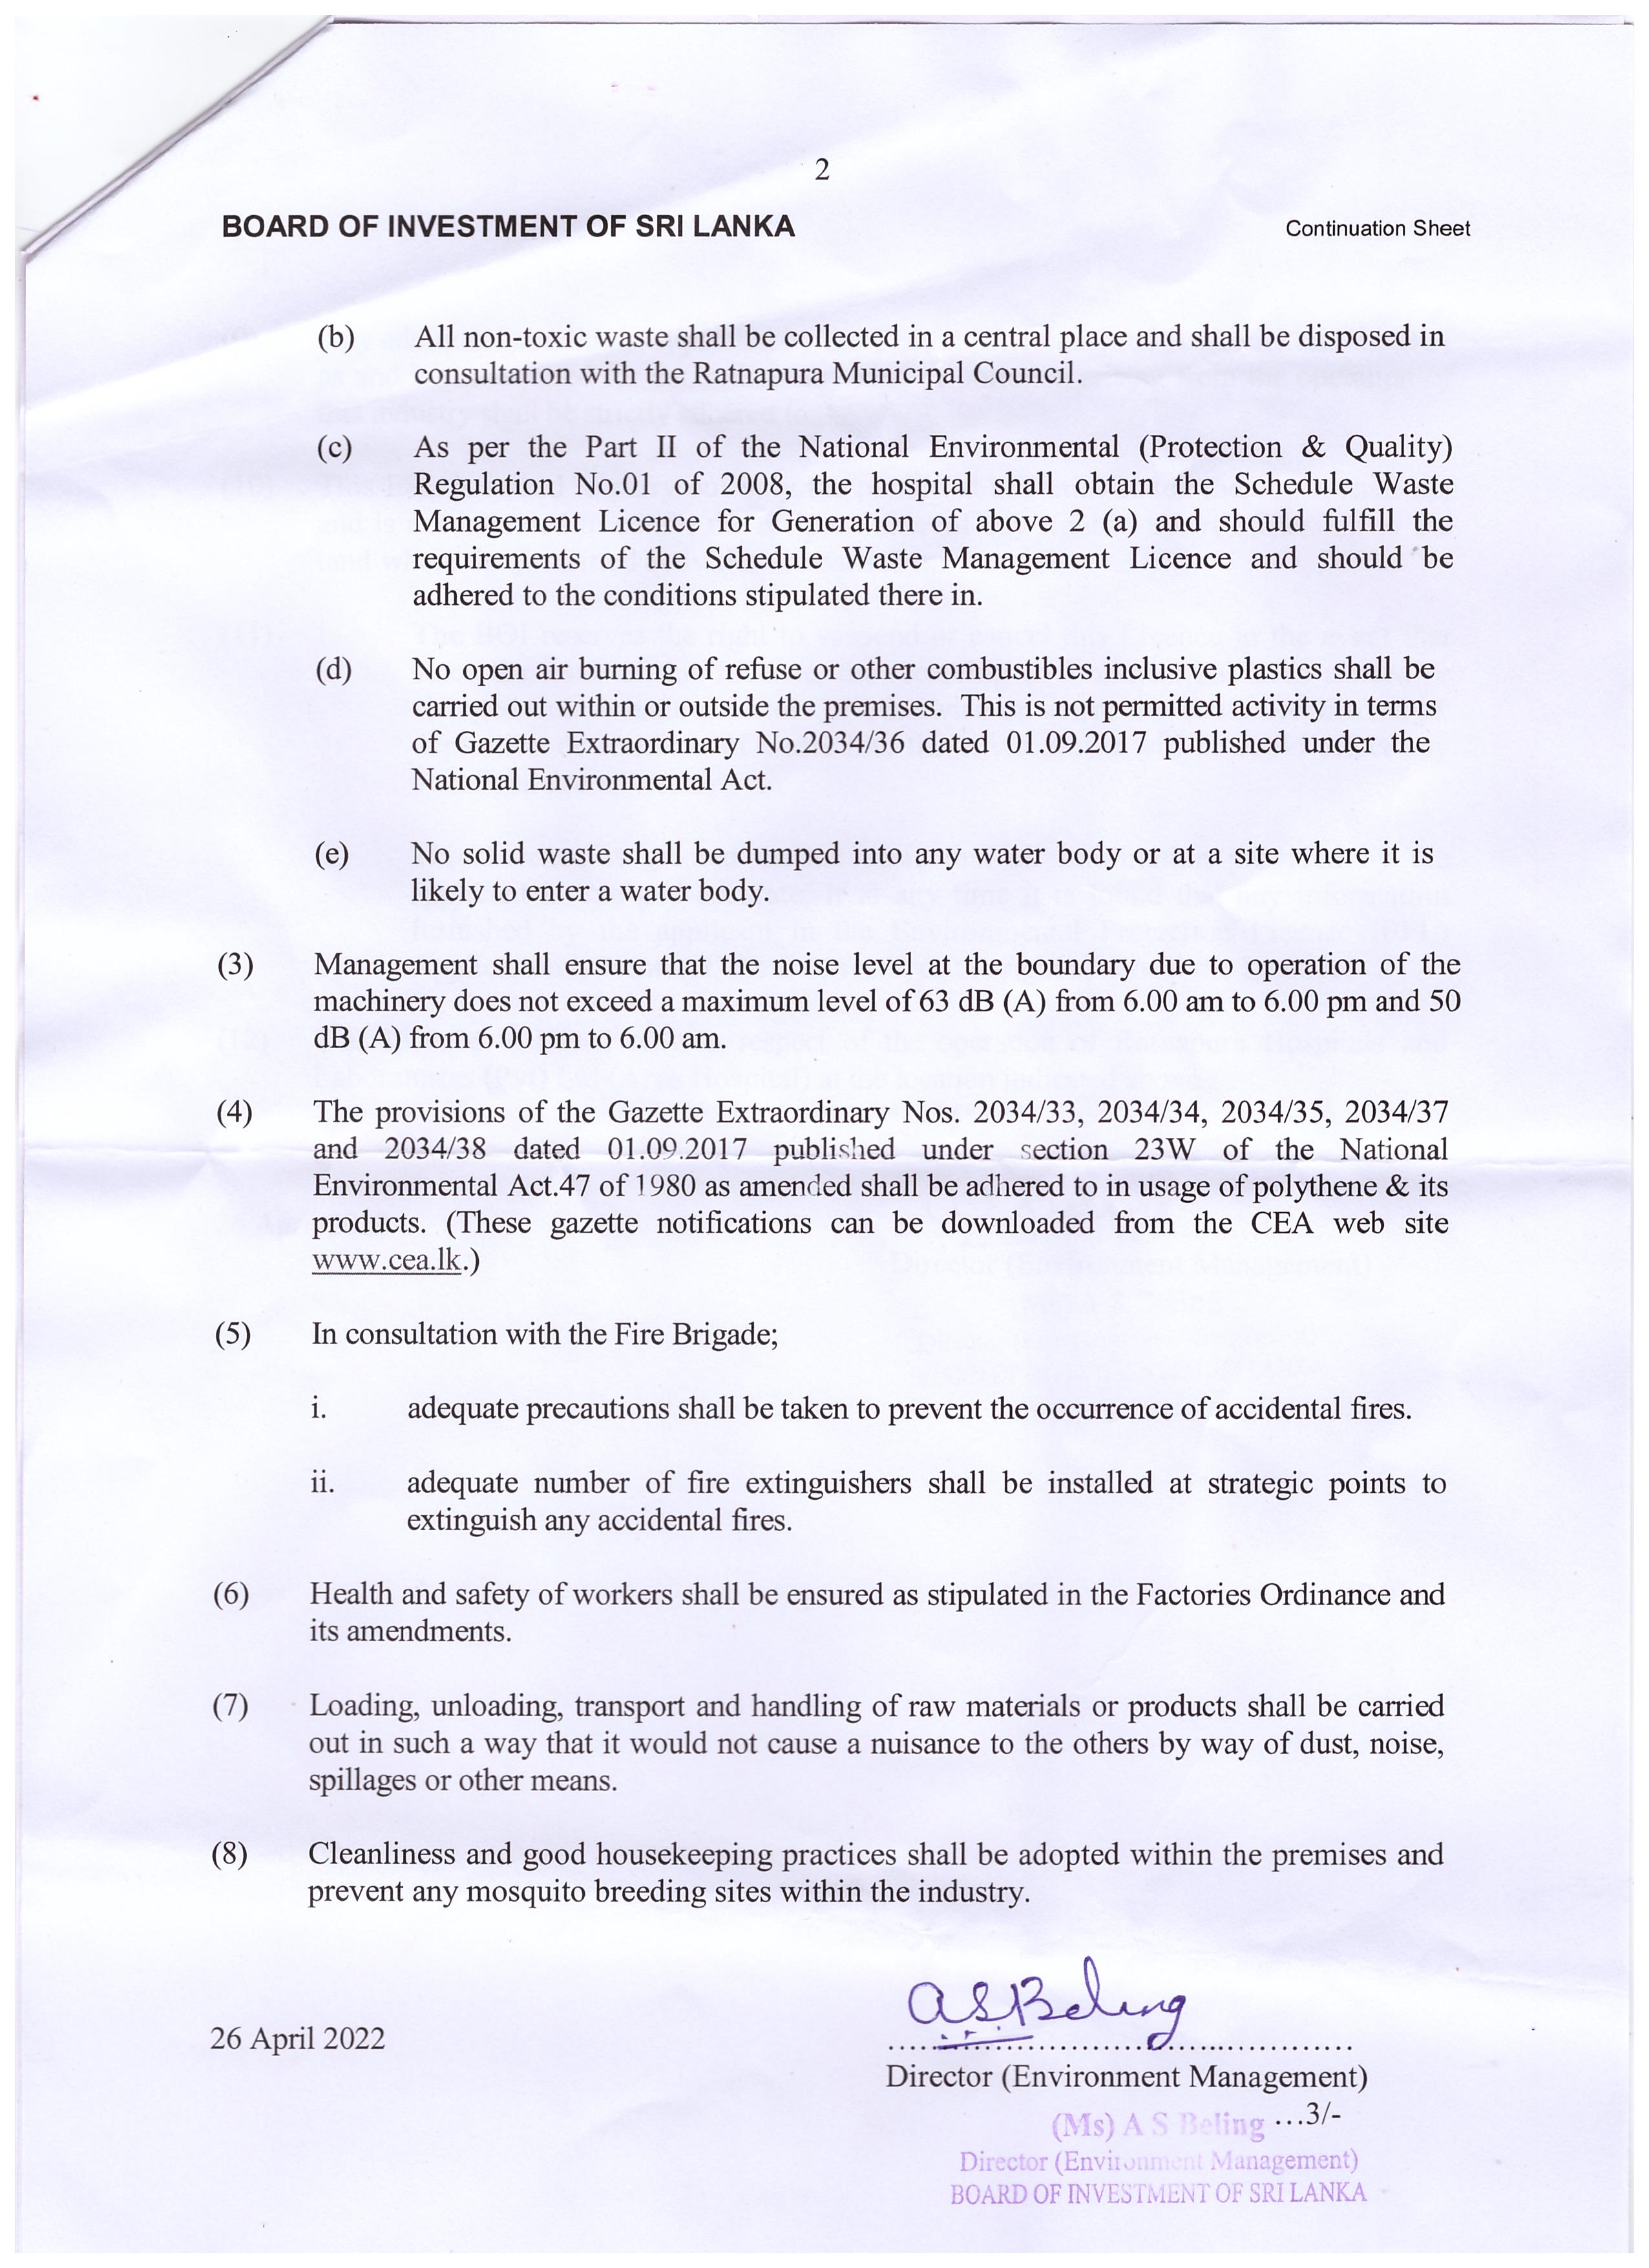 2
BOARD OF INVESTMENT OF SRI LANKA Continuation Sheet
(b) All non-toxic waste shall be collected in a central place and shall be disposed in
consultation with the Ratnapura Municipal Council.
(c) As per the Part II of the National Environmental (Protection & Quality)
Regulation No.01 of 2008, the hospital shall obtain the Schedule Waste
Management Licence for Generation of above 2 (a) and should fulfill the
requirements of the Schedule Waste Management Licence and should be
adhered to the conditions stipulated there in.
(d) No open air burning of refuse or other combustibles inclusive plastics shall be
carried out within or outside the premises. This is not permitted activity in terms
of Gazette Extraordinary No.2034/36 dated 01.09.2017 published under the
National Environmental Act.
(e) No solid waste shall be dumped into any water body or at a site where it is
likely to enter a water body.
(3) Management shall ensure that the noise level at the boundary due to operation of the
machinery does not exceed a maximum level of 63 dB (A) from 6.00 am to 6.00 pm and 50
dB (A) from 6.00 pm to 6.00 am.
(4) The provisions of the Gazette Extraordinary Nos. 2034/33, 2034/34, 2034/35, 2034/37
and 2034/38 dated 01.09.2017 published under section 23W of the National
Environmental Act.47 of 1980 as amended shall be adhered to in usage of polythene & its
products. (These gazette notifications can be downloaded from the CEA web site
www.cea.lk.)
(5) In consultation with the Fire Brigade;
i. adequate precautions shall be taken to prevent the occurrence of accidental fires.
ii. adequate number of fire extinguishers shall be installed at strategic points to
extinguish any accidental fires.
(6) Health and safety of workers shall be ensured as stipulated in the Factories Ordinance and
its amendments.
(7) Loading, unloading, transport and handling of raw materials or products shall be carried
out in such a way that it would not cause a nuisance to the others by way of dust, noise,
spillages or other means.
(8) Cleanliness and good housekeeping practices shall be adopted within the premises and
prevent any mosquito breeding sites within the industry.
ASBeling
26 April 2022
Director (Environment Management)
...3/-
(Ms) A S Beling
Director (Environment Management)
BOARD OF INVESTMENT OF SRI LANKA